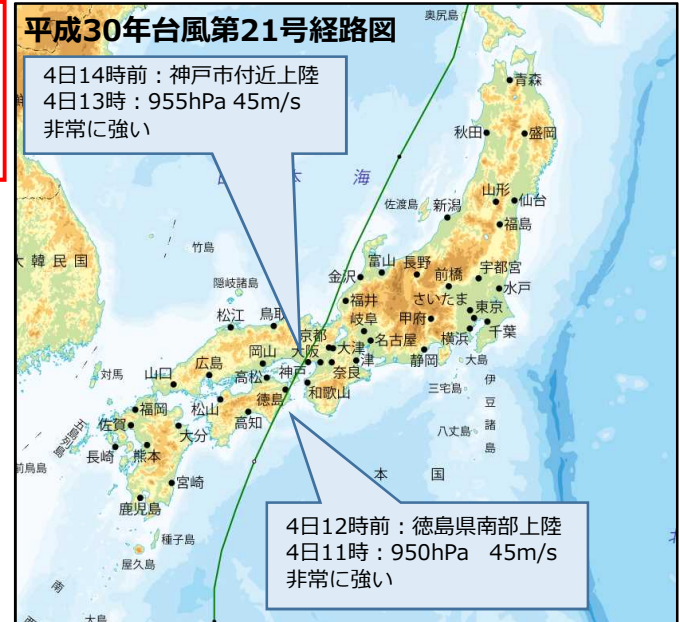 平成30年台風第21号経路図
4日14時前：神戸市付近上陸
4日13時：955hPa 45m/s
非常に強い
奥尻島
青森
秋田
盛岡
海
佐渡島
新潟
山形
仙台
福島
竹島
大韓民国
隠岐諸島
金沢
富山
長野
前橋
宇都宮
水戸
福井
さいたま
東京
松江
鳥取
岐阜
甲府
千葉
京都
大津
名古屋
横浜
岡山
大阪
津
静岡
大島
対馬
山口
広島
高松
神戸
奈良
三宅島
伊豆諸島
徳島
和歌山
福岡
松山
高知
八丈島
佐賀
大分
五島列島
長崎
熊本
本国
宮崎
鹿児島
種子島
屋久島
4日12時前：徳島県南部上陸
4日11時：950hPa 45m/s
非常に強い
南